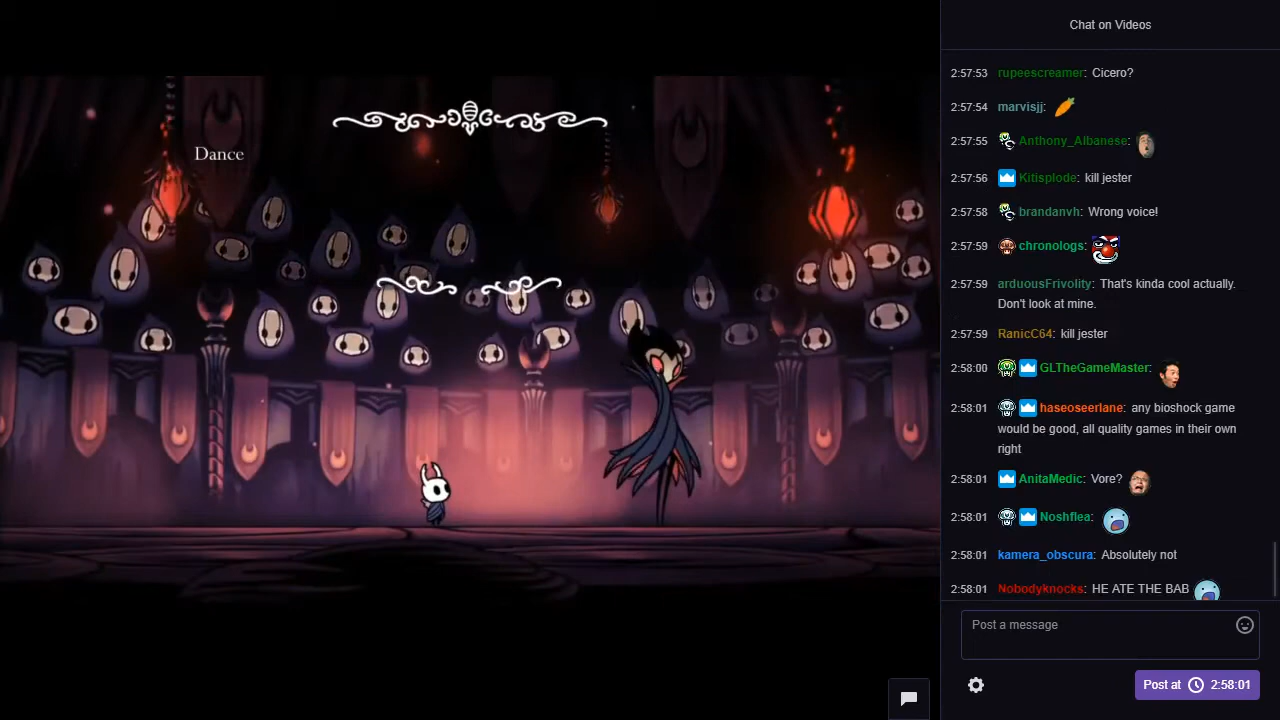 Dance
Chat on Videos
2:57:53 rupeescreamer: Cicero?
2:57:54 marvisjj:
2:57:55 Anthony_Albanese:
2:57:56 Kitisplode: kill jester
2:57:58 brandanvh: Wrong voice!
2:57:59 chronologs:
2:57:59 arduousFrivolity: That's kinda cool actually.
Don't look at mine.
2:57:59 RanicC64: kill jester
2:58:00 GLTheGameMaster:
2:58:01 haseoseerlane: any bioshock game
would be good, all quality games in their own
right
2:58:01 AnitaMedic: Vore?
2:58:01 Noshflea:
2:58:01 kamera_obscura: Absolutely not
2:58:01 Nobodyknocks: HE ATE THE BAB
Post a message
Post at 2:58:01